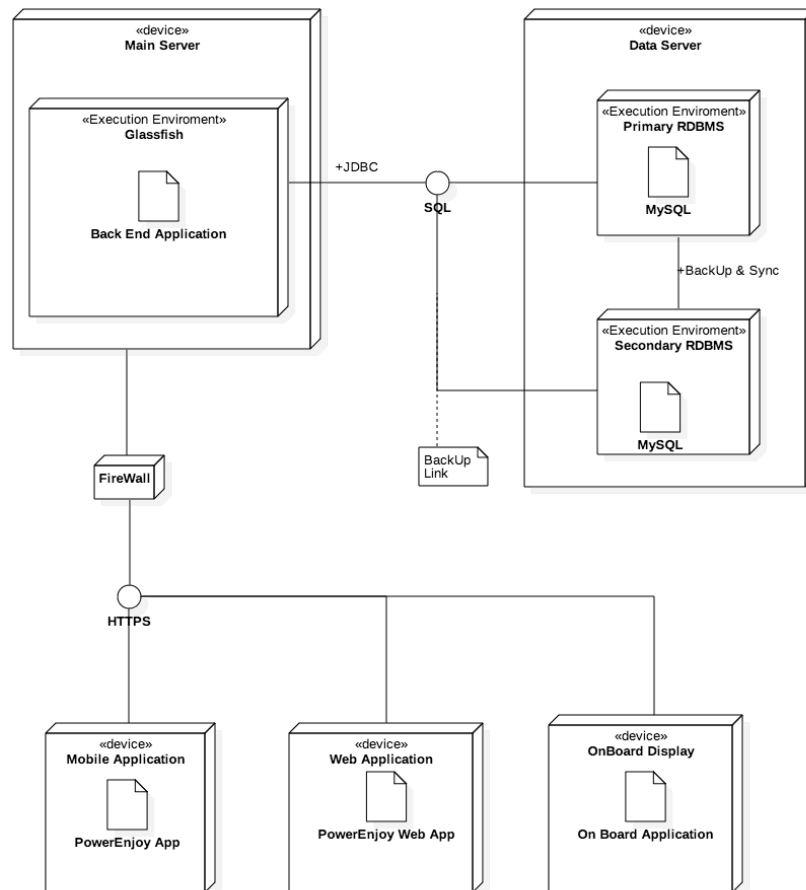 «device»
Main Server
«Execution Enviroment»
Glassfish
Back End Application
+JDBC
SQL
«device»
Data Server
«Execution Enviroment»
Primary RDBMS
MySQL
+BackUp & Sync
«Execution Enviroment»
Secondary RDBMS
MySQL
BackUp
Link
FireWall
HTTPS
«device»
Mobile Application
PowerEnjoy App
«device»
Web Application
PowerEnjoy Web App
«device»
OnBoard Display
On Board Application